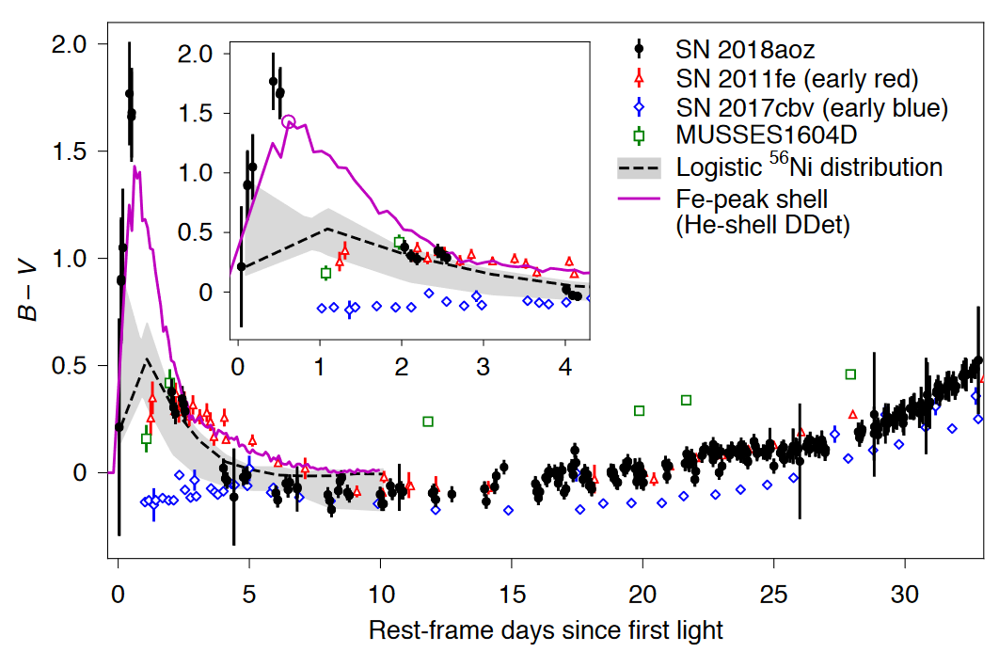 2.0
1.5
1.0
0.5
0
B − V
0
5
10
15
20
25
30
Rest-frame days since first light
2.0
1.5
1.0
0.5
0
0
1
2
3
4
SN 2018aoz
SN 2011fe (early red)
SN 2017cbv (early blue)
MUSSES1604D
Logistic ⁵⁶Ni distribution
Fe-peak shell
(He-shell DDet)